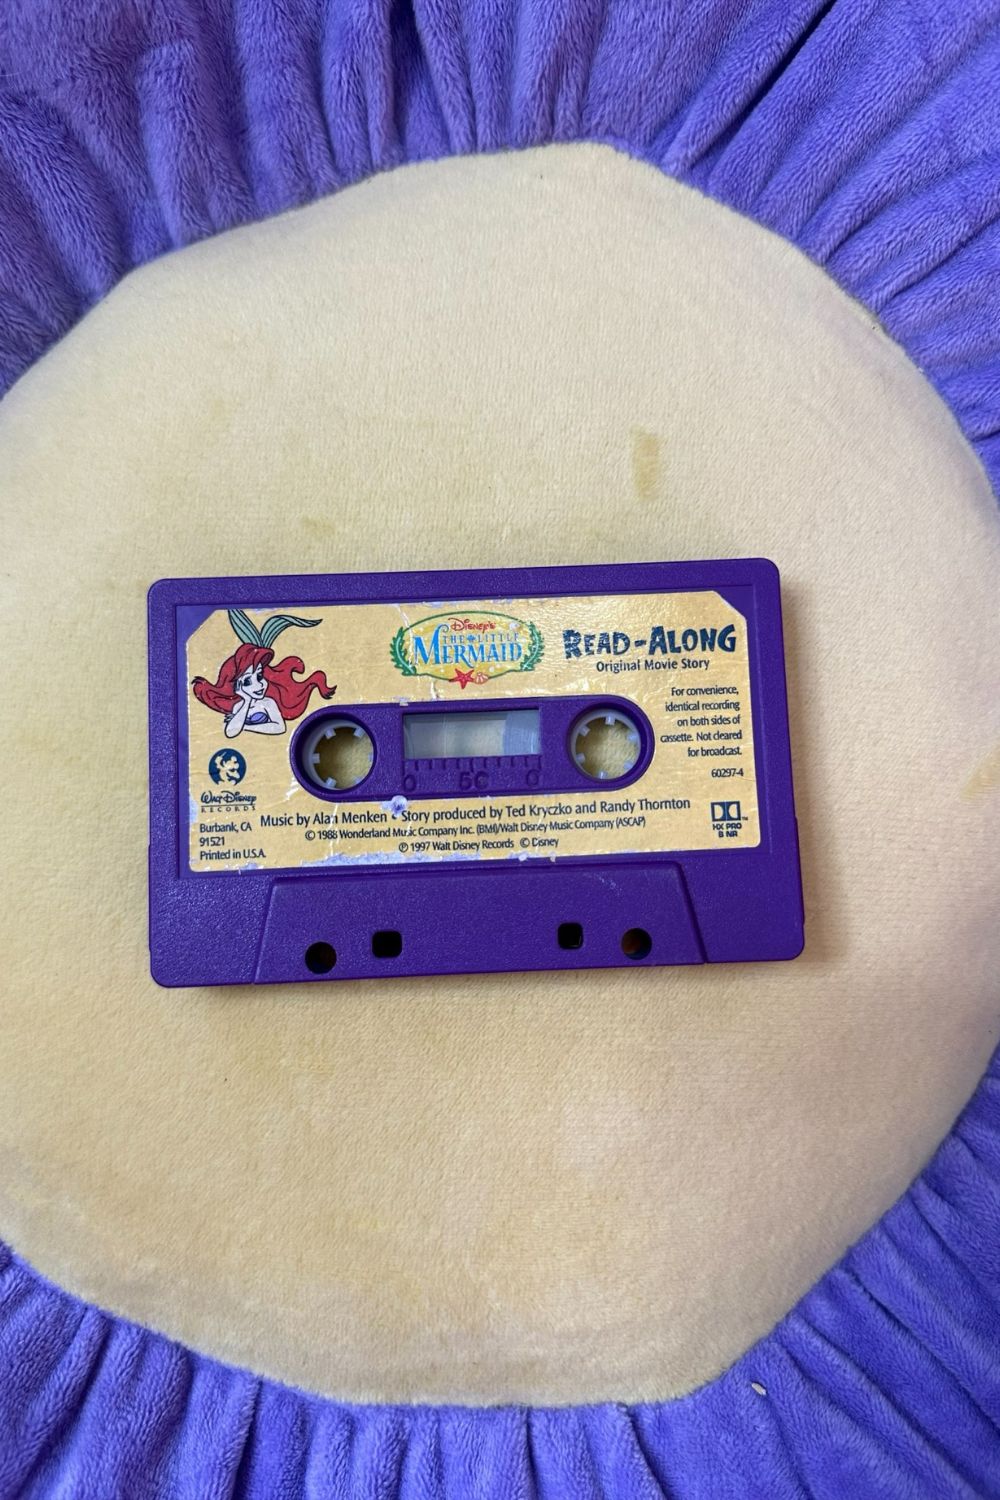 Disney's
THE LITTLE
MERMAID
READ-ALONG
Original Movie Story
For convenience,
identical recording
on both sides of
cassette. Not cleared
for broadcast.
60297-4
0 50 0
WALT DISNEY
RECORDS
Burbank, CA
91521
Printed in U.S.A.
Music by Alan Menken • Story produced by Ted Kryczko and Randy Thornton
© 1988 Wonderland Music Company Inc. (BMI)/Walt Disney Music Company (ASCAP)
℗ 1997 Walt Disney Records © Disney
HX PRO
B NR